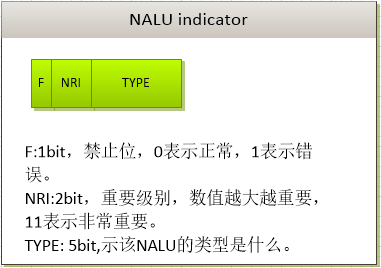 NALU indicator
F NRI TYPE
F:1bit，禁止位，0表示正常，1表示错
误。
NRI:2bit，重要级别，数值越大越重要，
11表示非常重要。
TYPE: 5bit,示该NALU的类型是什么。